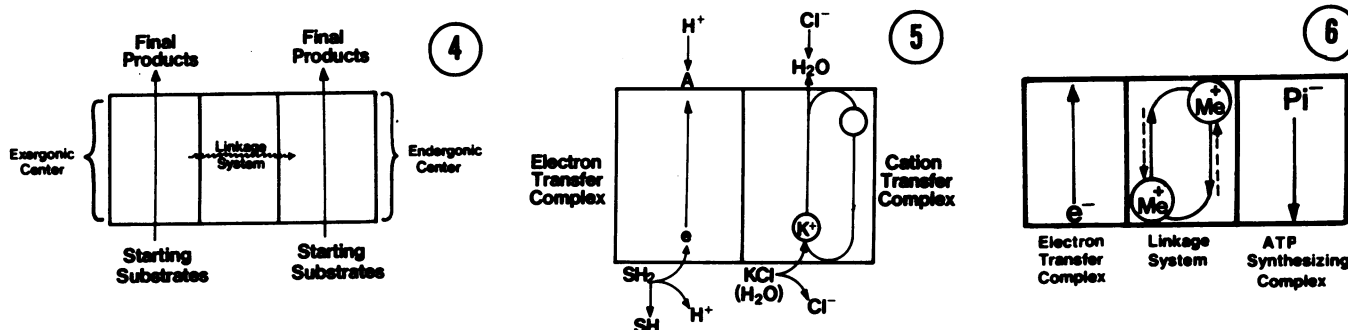 4
Final
Products
Final
Products
Exergonic
Center
Linkage
System
Endergonic
Center
Starting
Substrates
Starting
Substrates
5
H+
Cl−
A
H2O
Electron
Transfer
Complex
Cation
Transfer
Complex
e
K+
SH2
KCl
(H2O)
H+
Cl−
SH
6
Me+
Pi−
e−
Me+
Electron
Transfer
Complex
Linkage
System
ATP
Synthesizing
Complex